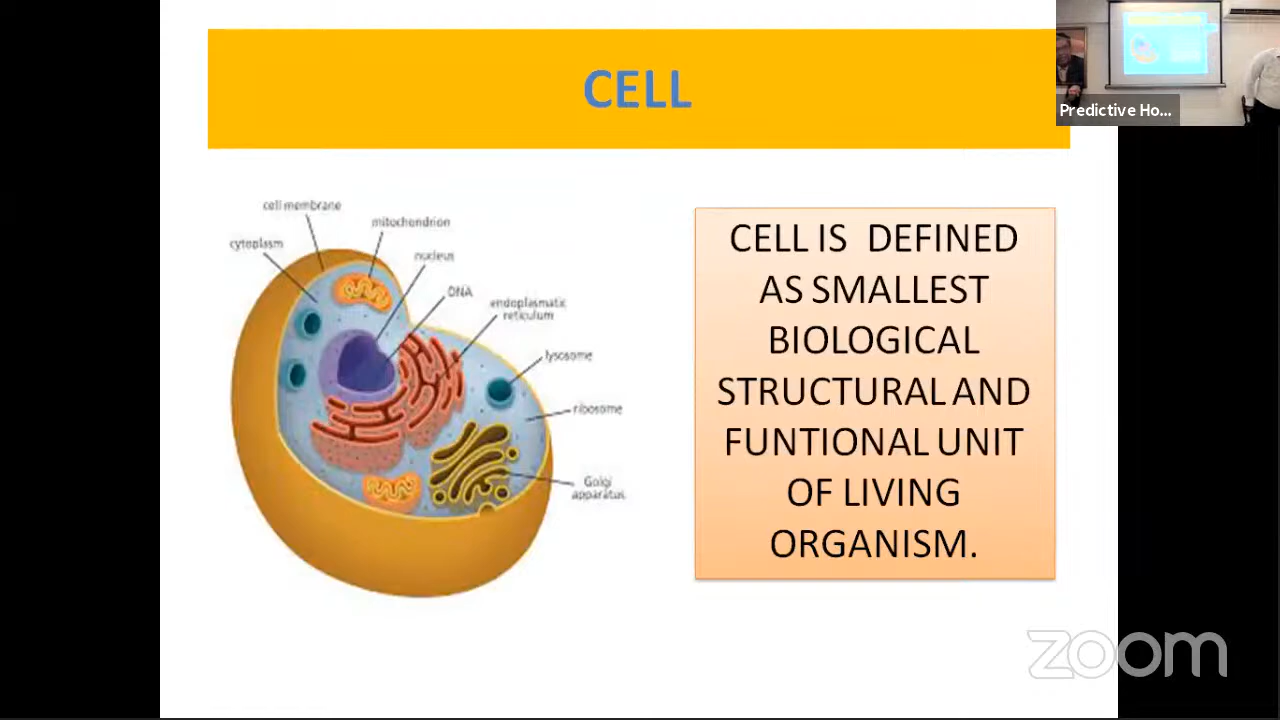 CELL
Predictive Ho...
cell membrane
mitochondrion
cytoplasm
nucleus
DNA
endoplasmatic
reticulum
lysosome
ribosome
Golgi
apparatus
CELL IS DEFINED
AS SMALLEST
BIOLOGICAL
STRUCTURAL AND
FUNTIONAL UNIT
OF LIVING
ORGANISM.
zoom